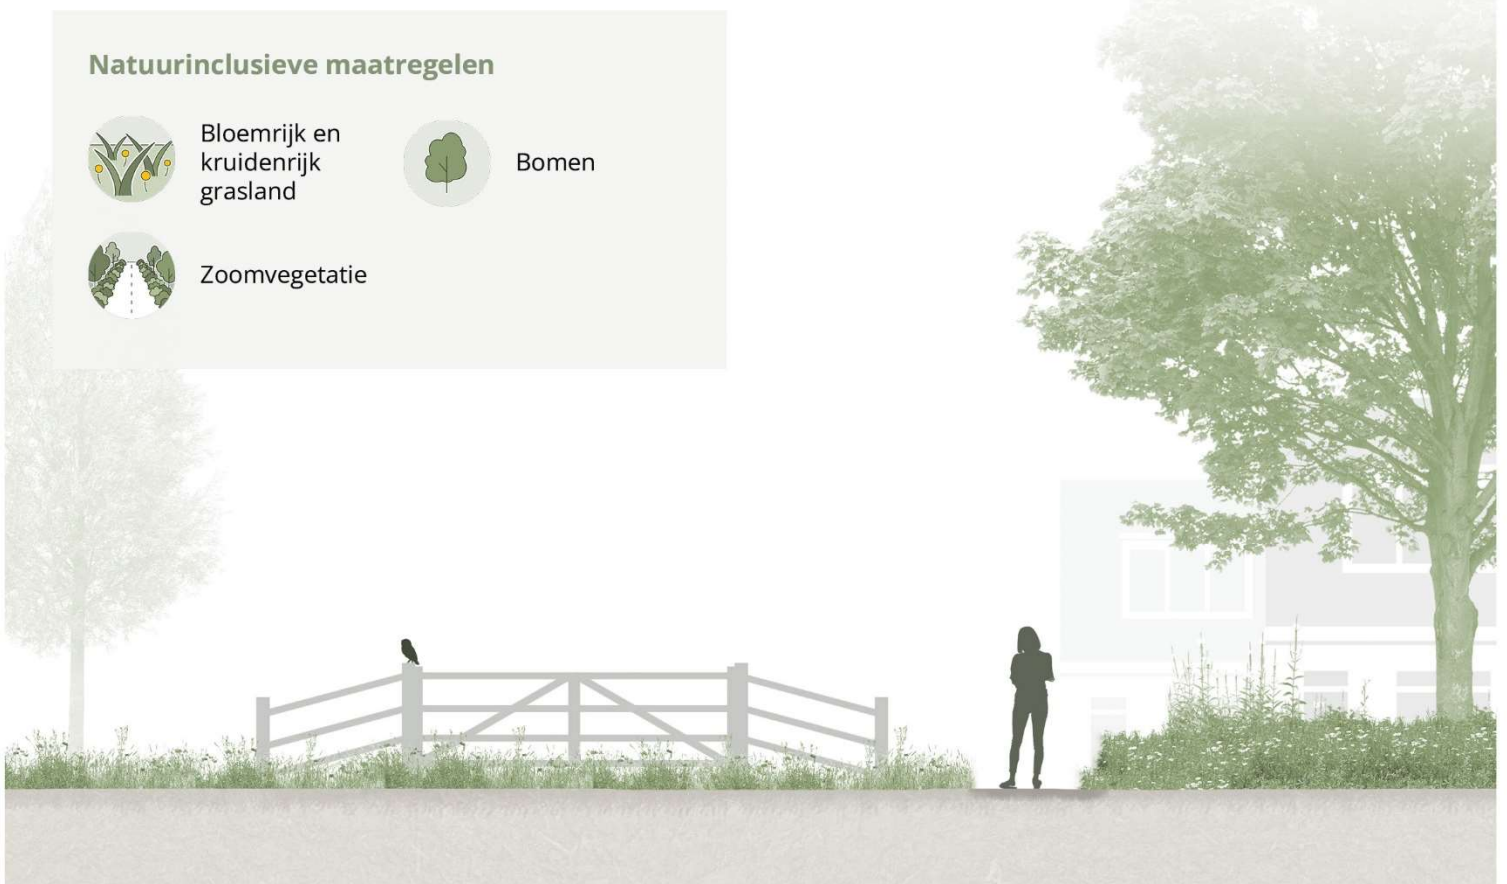 Natuurinclusieve maatregelen
Bloemrijk en
kruidenrijk
grasland
Bomen
Zoomvegetatie